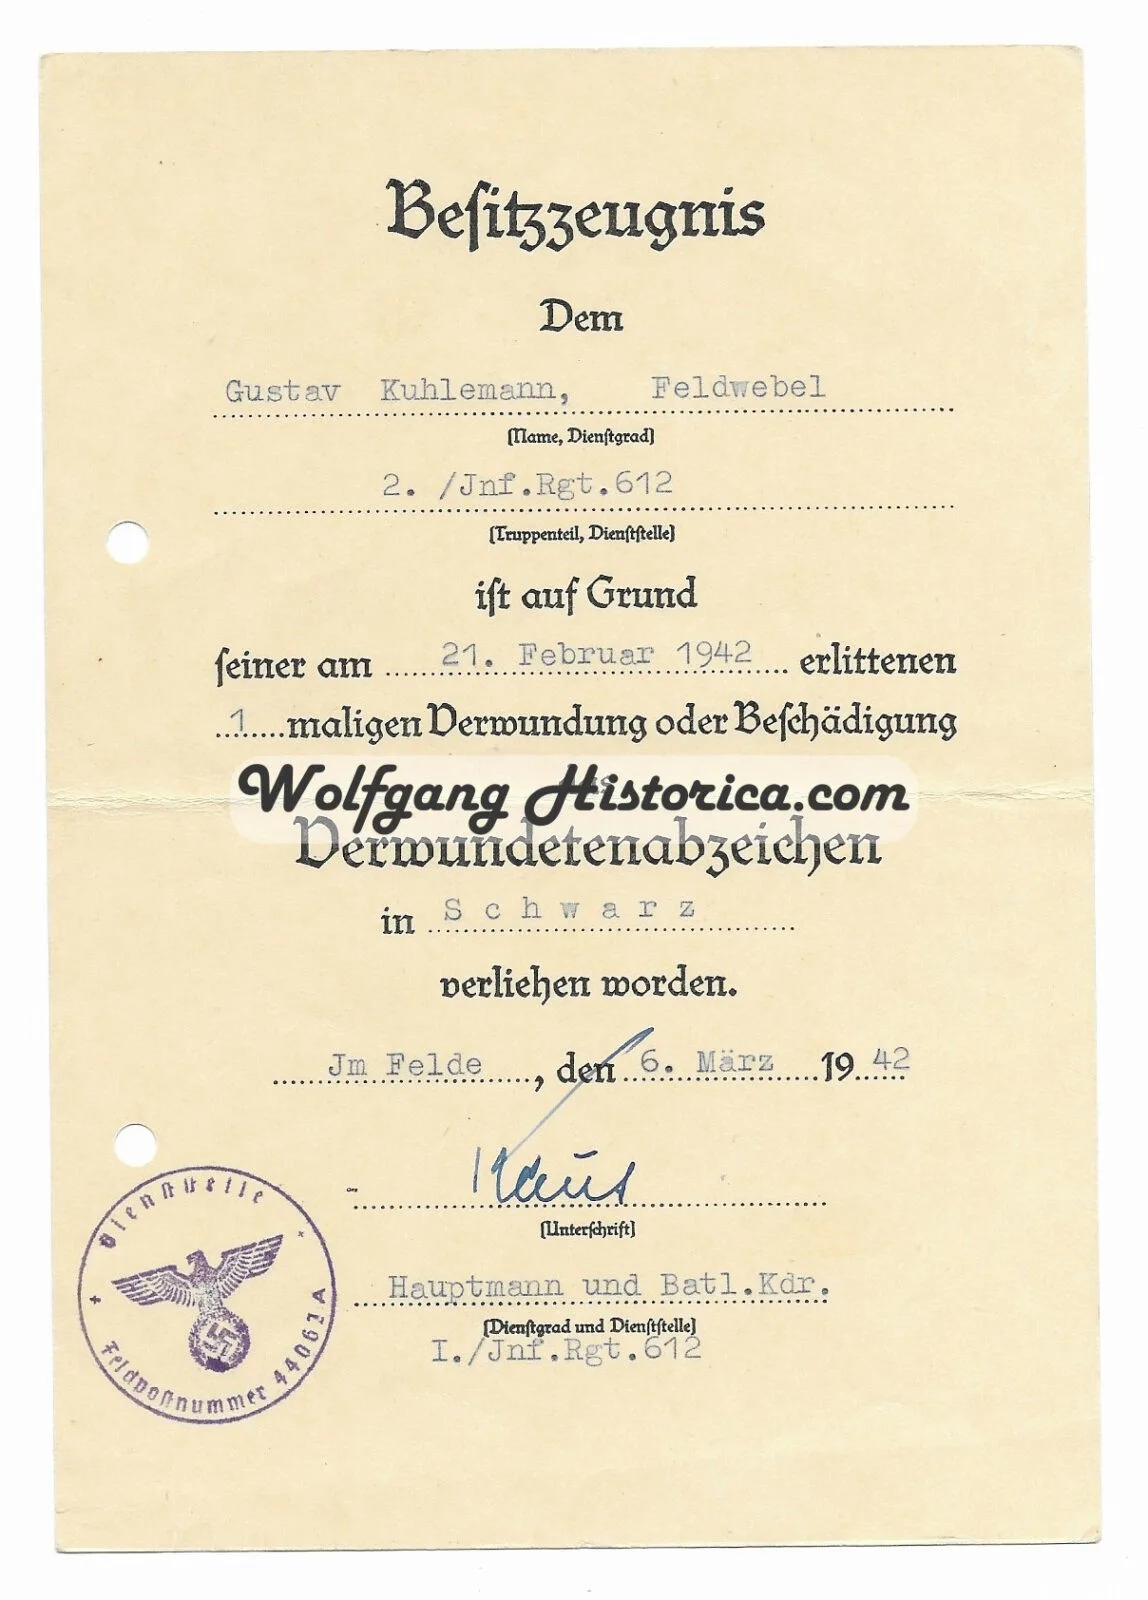 Besitzzeugnis
Dem
Gustav Kuhlemann, Feldwebel
(Name, Dienstgrad)
2. /Jnf.Rgt.612
(Truppenteil, Dienststelle)
ist auf Grund
seiner am 21. Februar 1942 erlittenen
1 maligen Verwundung oder Beschädigung
das
Wolfgang Historica.com
Verwundetenabzeichen
in Schwarz
verliehen worden.
Jm Felde, den 6. März 1942
(Unterschrift)
Hauptmann und Batl.Kdr.
(Dienstgrad und Dienststelle)
I./Jnf.Rgt.612
Dienststelle
Feldpostnummer 44061A